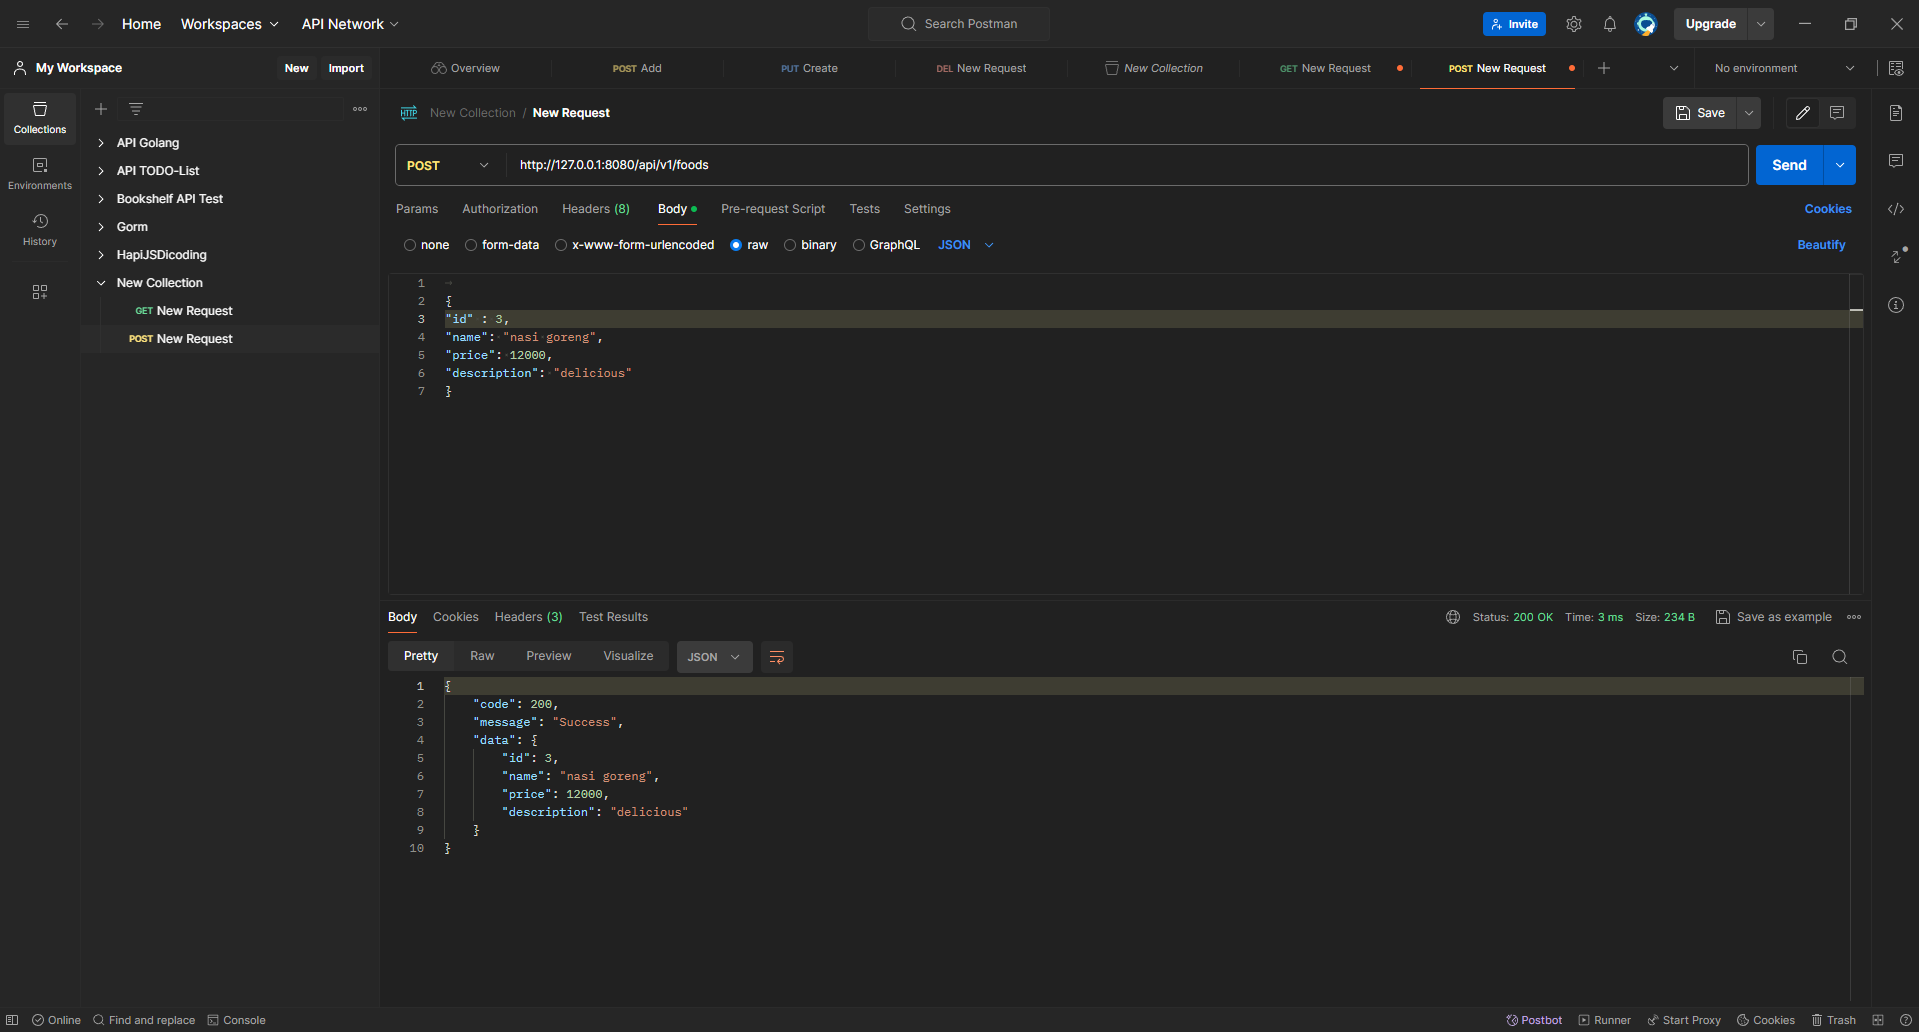 Home Workspaces API Network Search Postman Invite Upgrade
My Workspace New Import Overview POST Add PUT Create DEL New Request New Collection GET New Request POST New Request No environment
Collections
Environments
History
API Golang
API TODO-List
Bookshelf API Test
Gorm
HapiJSDicoding
New Collection
GET New Request
POST New Request
HTTP New Collection / New Request Save
POST http://127.0.0.1:8080/api/v1/foods Send
Params Authorization Headers (8) Body Pre-request Script Tests Settings Cookies
none form-data x-www-form-urlencoded raw binary GraphQL JSON Beautify
1
2 {
3 "id" : 3,
4 "name": "nasi goreng",
5 "price": 12000,
6 "description": "delicious"
7 }
Body Cookies Headers (3) Test Results Status: 200 OK Time: 3 ms Size: 234 B Save as example
Pretty Raw Preview Visualize JSON
1 {
2 "code": 200,
3 "message": "Success",
4 "data": {
5 "id": 3,
6 "name": "nasi goreng",
7 "price": 12000,
8 "description": "delicious"
9 }
10 }
Online Find and replace Console Postbot Runner Start Proxy Cookies Trash